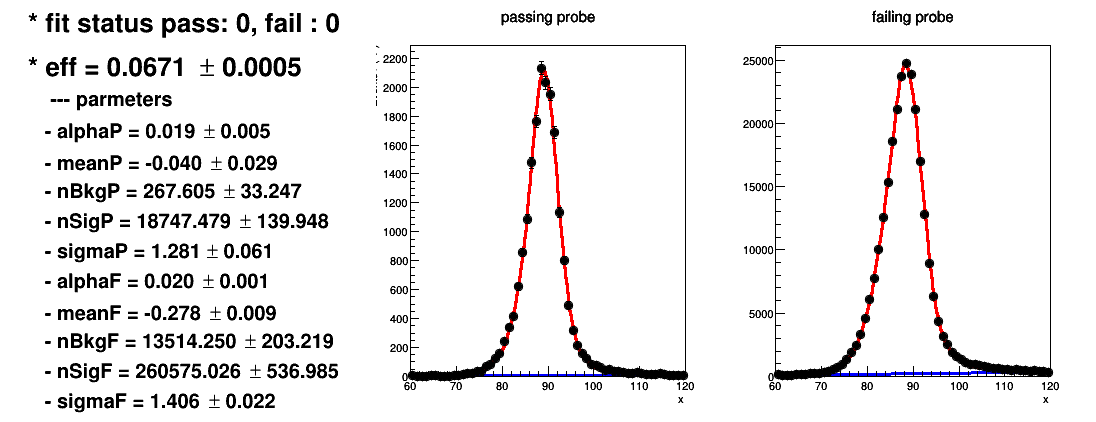 * fit status pass: 0, fail : 0
* eff = 0.0671 ± 0.0005
--- parmeters
- alphaP = 0.019 ± 0.005
- meanP = -0.040 ± 0.029
- nBkgP = 267.605 ± 33.247
- nSigP = 18747.479 ± 139.948
- sigmaP = 1.281 ± 0.061
- alphaF = 0.020 ± 0.001
- meanF = -0.278 ± 0.009
- nBkgF = 13514.250 ± 203.219
- nSigF = 260575.026 ± 536.985
- sigmaF = 1.406 ± 0.022
passing probe
2200
2000
1800
1600
1400
1200
1000
800
600
400
200
0
60 70 80 90 100 110 120
x
failing probe
25000
20000
15000
10000
5000
0
60 70 80 90 100 110 120
x